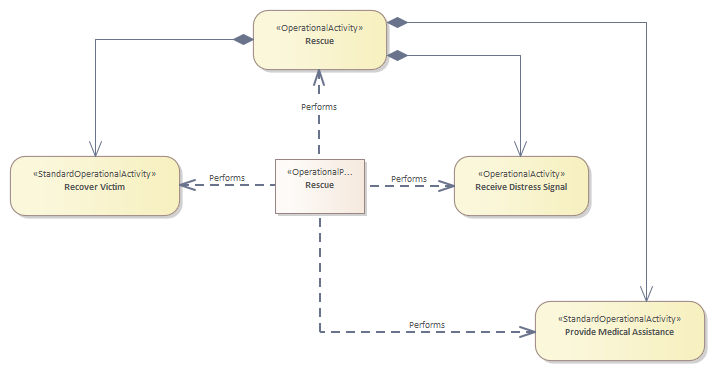 «OperationalActivity»
Rescue
Performs
«StandardOperationalActivity»
Recover Victim
Performs
«OperationalP...
Rescue
Performs
«OperationalActivity»
Receive Distress Signal
Performs
«StandardOperationalActivity»
Provide Medical Assistance